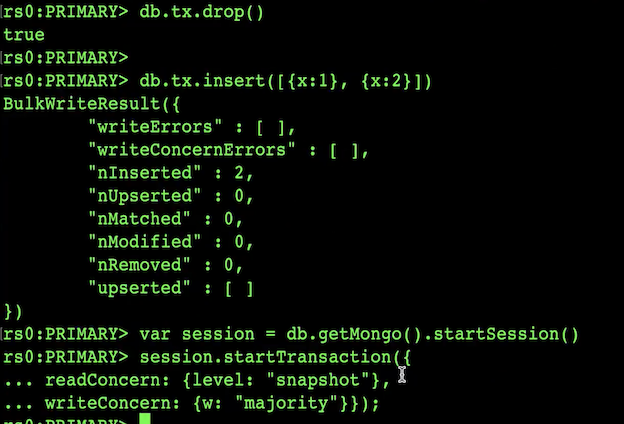 rs0:PRIMARY> db.tx.drop()
true
rs0:PRIMARY>
rs0:PRIMARY> db.tx.insert([{x:1}, {x:2}])
BulkWriteResult({
"writeErrors" : [ ],
"writeConcernErrors" : [ ],
"nInserted" : 2,
"nUpserted" : 0,
"nMatched" : 0,
"nModified" : 0,
"nRemoved" : 0,
"upserted" : [ ]
})
rs0:PRIMARY> var session = db.getMongo().startSession()
rs0:PRIMARY> session.startTransaction({
... readConcern: {level: "snapshot"},
... writeConcern: {w: "majority"}});
rs0:PRIMARY>